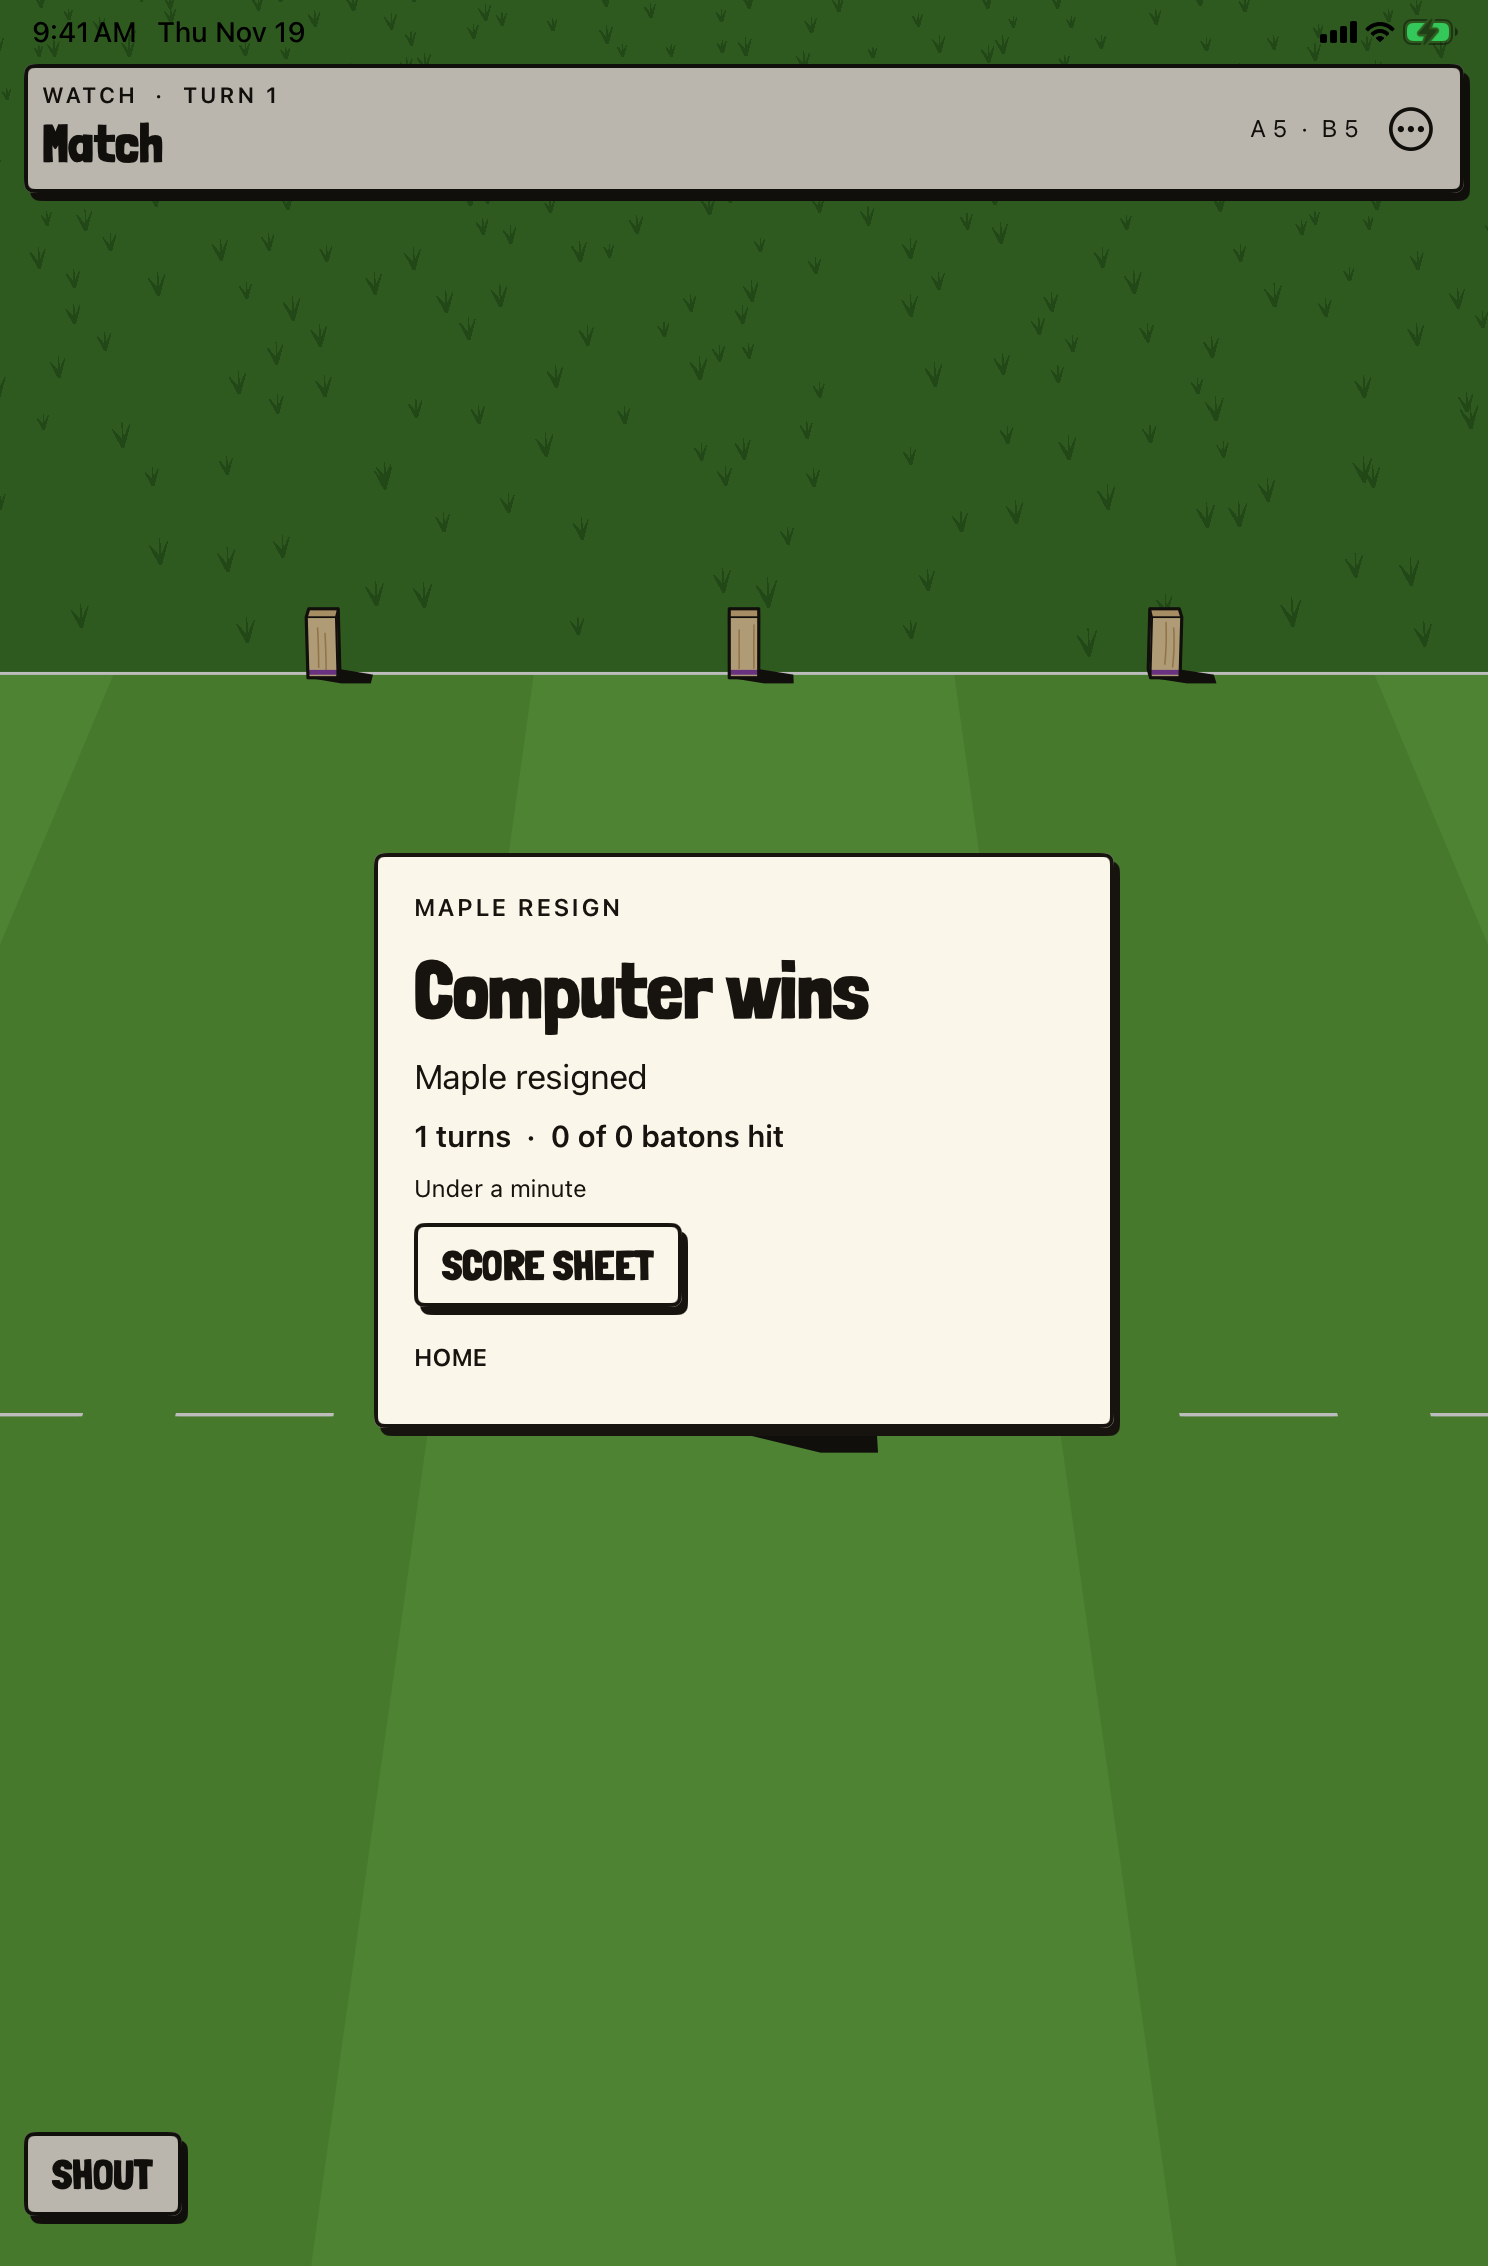 9:41 AM Thu Nov 19
WATCH · TURN 1
Match
A 5 · B 5
MAPLE RESIGN
Computer wins
Maple resigned
1 turns · 0 of 0 batons hit
Under a minute
SCORE SHEET
HOME
SHOUT